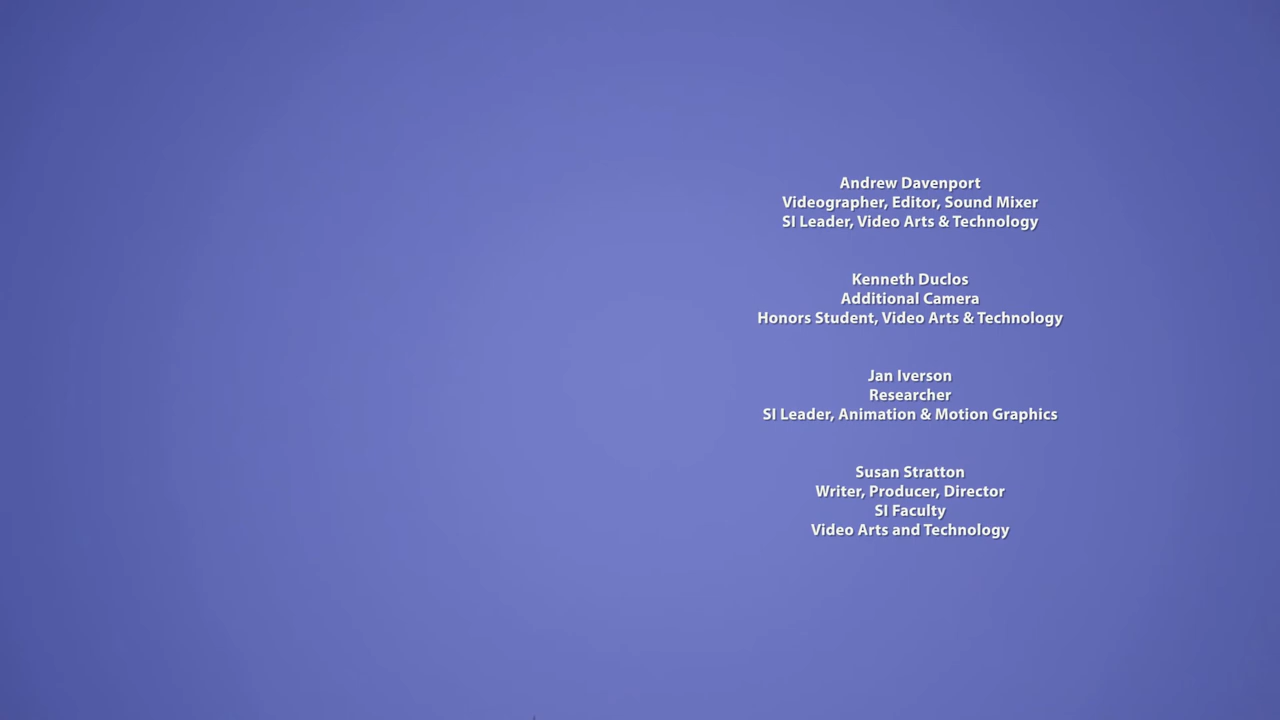 Andrew Davenport
Videographer, Editor, Sound Mixer
SI Leader, Video Arts & Technology
Kenneth Duclos
Additional Camera
Honors Student, Video Arts & Technology
Jan Iverson
Researcher
SI Leader, Animation & Motion Graphics
Susan Stratton
Writer, Producer, Director
SI Faculty
Video Arts and Technology